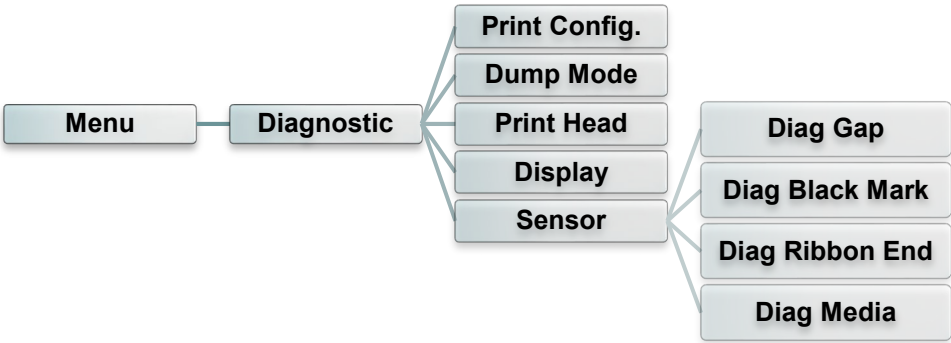 Menu
Diagnostic
Print Config.
Dump Mode
Print Head
Display
Sensor
Diag Gap
Diag Black Mark
Diag Ribbon End
Diag Media